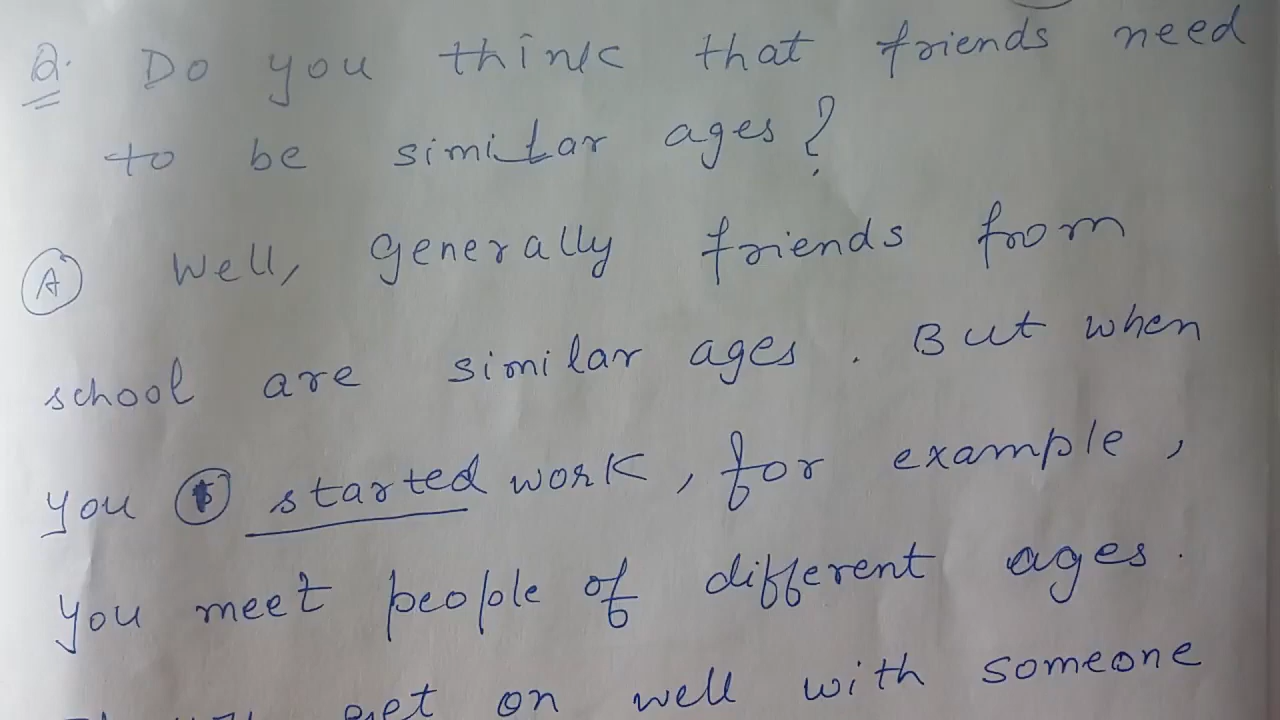 Q. Do you think that friends need
to be similar ages?
A Well, generally friends from
school are similar ages. But when
you started work, for example,
you meet people of different ages.
get on well with someone